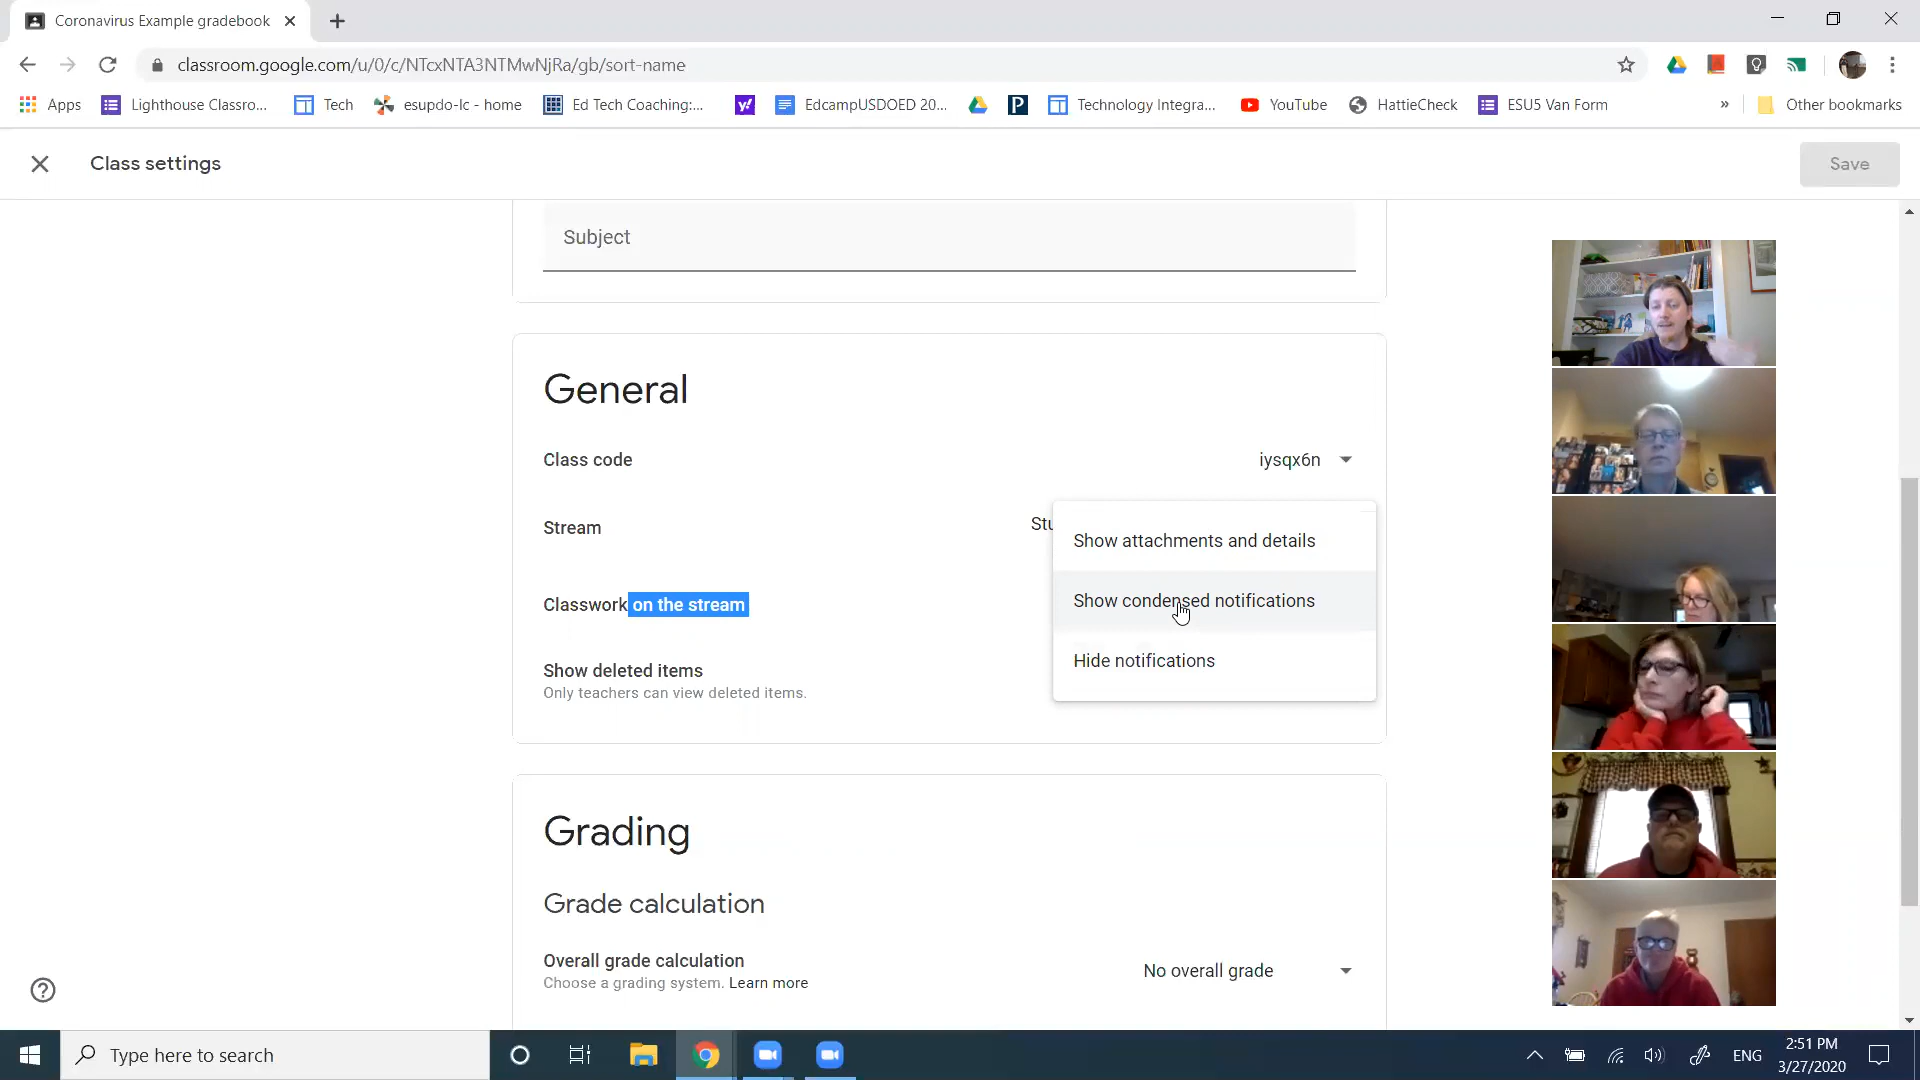 Coronavirus Example gradebook
classroom.google.com/u/0/c/NTcxNTA3NTMwNjRa/gb/sort-name
Apps Lighthouse Classro... Tech esupdo-lc - home Ed Tech Coaching:... y! EdcampUSDOED 20... P Technology Integra... YouTube HattieCheck ESU5 Van Form » Other bookmarks
Class settings
Save
Subject
General
Class code
iysqx6n
Stream
Stu
Show attachments and details
Classwork on the stream
Show condensed notifications
Show deleted items
Only teachers can view deleted items.
Hide notifications
Grading
Grade calculation
Overall grade calculation
Choose a grading system. Learn more
No overall grade
Type here to search
ENG
2:51 PM
3/27/2020